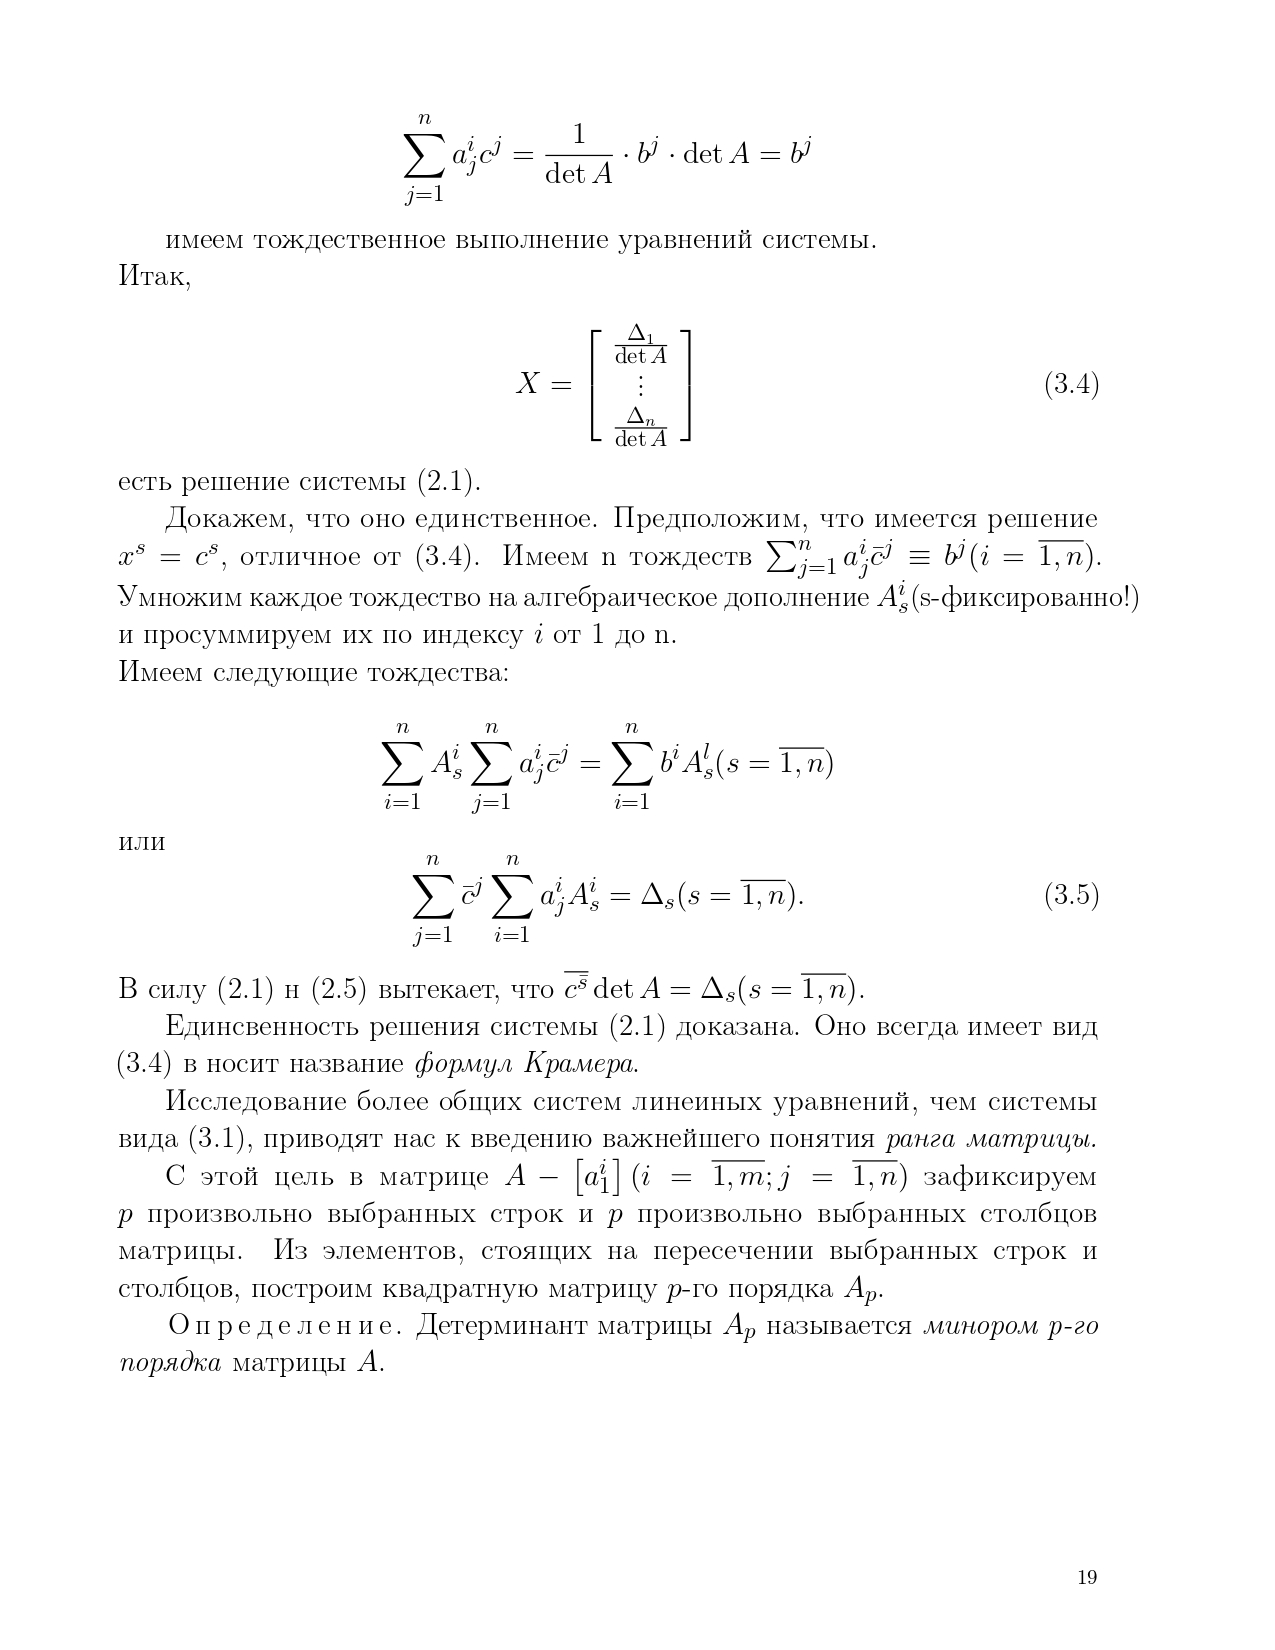 \sum_{j=1}^{n} a^i_j c^j = \frac{1}{\det A} \cdot b^j \cdot \det A = b^j
имеем тождественное выполнение уравнений системы.
Итак,
X = \begin{bmatrix} \frac{\Delta_1}{\det A} \\ \vdots \\ \frac{\Delta_n}{\det A} \end{bmatrix} (3.4)
есть решение системы (2.1).
Докажем, что оно единственное. Предположим, что имеется решение
x^s = c^s, отличное от (3.4). Имеем n тождеств \sum_{j=1}^{n} a^i_j \bar{c}^j ≡ b^j(i = \overline{1, n}).
Умножим каждое тождество на алгебраическое дополнение A^i_s(s-фиксированно!)
и просуммируем их по индексу i от 1 до n.
Имеем следующие тождества:
\sum_{i=1}^{n} A^i_s \sum_{j=1}^{n} a^i_j \bar{c}^j = \sum_{i=1}^{n} b^i A^l_s(s = \overline{1, n})
или
\sum_{j=1}^{n} \bar{c}^j \sum_{i=1}^{n} a^i_j A^i_s = \Delta_s(s = \overline{1, n}). (3.5)
В силу (2.1) н (2.5) вытекает, что \overline{c^{\bar{s}}} \det A = \Delta_s(s = \overline{1, n}).
Единсвенность решения системы (2.1) доказана. Оно всегда имеет вид
(3.4) в носит название формул Крамера.
Исследование более общих систем линеиных уравнений, чем системы
вида (3.1), приводят нас к введению важнейшего понятия ранга матрицы.
С этой цель в матрице A − [a^i_1] (i = \overline{1, m}; j = \overline{1, n}) зафиксируем
p произвольно выбранных строк и p произвольно выбранных столбцов
матрицы. Из элементов, стоящих на пересечении выбранных строк и
столбцов, построим квадратную матрицу p-го порядка A_p.
Определение. Детерминант матрицы A_p называется минором p-го
порядка матрицы A.
19